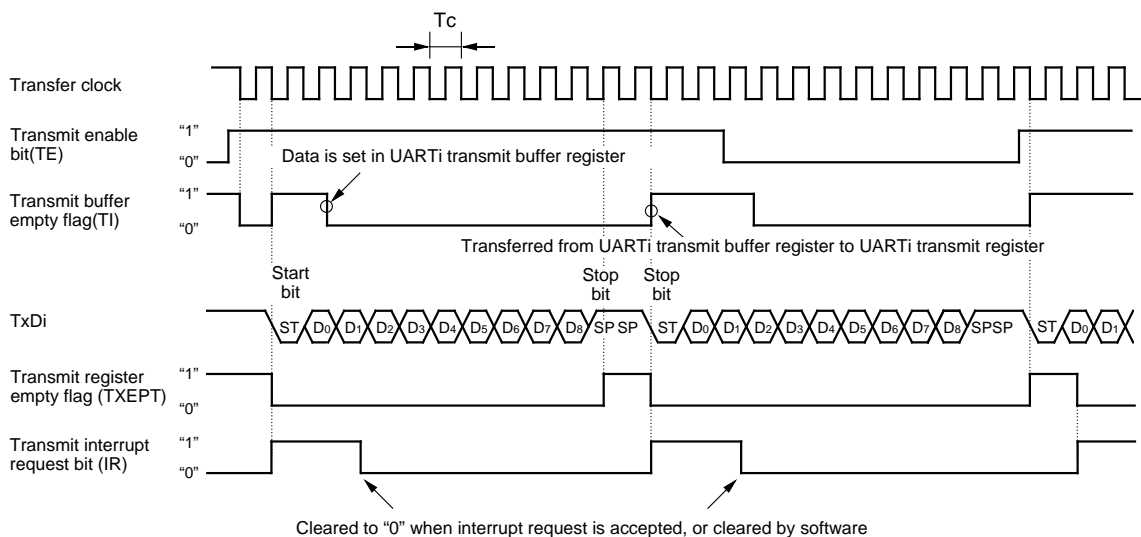 Tc
Transfer clock
Transmit enable
bit(TE)
“1”
“0”
Data is set in UARTi transmit buffer register
Transmit buffer
empty flag(TI)
“1”
“0”
Transferred from UARTi transmit buffer register to UARTi transmit register
Start
bit
Stop
bit
Stop
bit
TxDi
ST D0 D1 D2 D3 D4 D5 D6 D7 D8 SP SP ST D0 D1 D2 D3 D4 D5 D6 D7 D8 SPSP ST D0 D1
Transmit register
empty flag (TXEPT)
“1”
“0”
Transmit interrupt
request bit (IR)
“1”
“0”
Cleared to “0” when interrupt request is accepted, or cleared by software